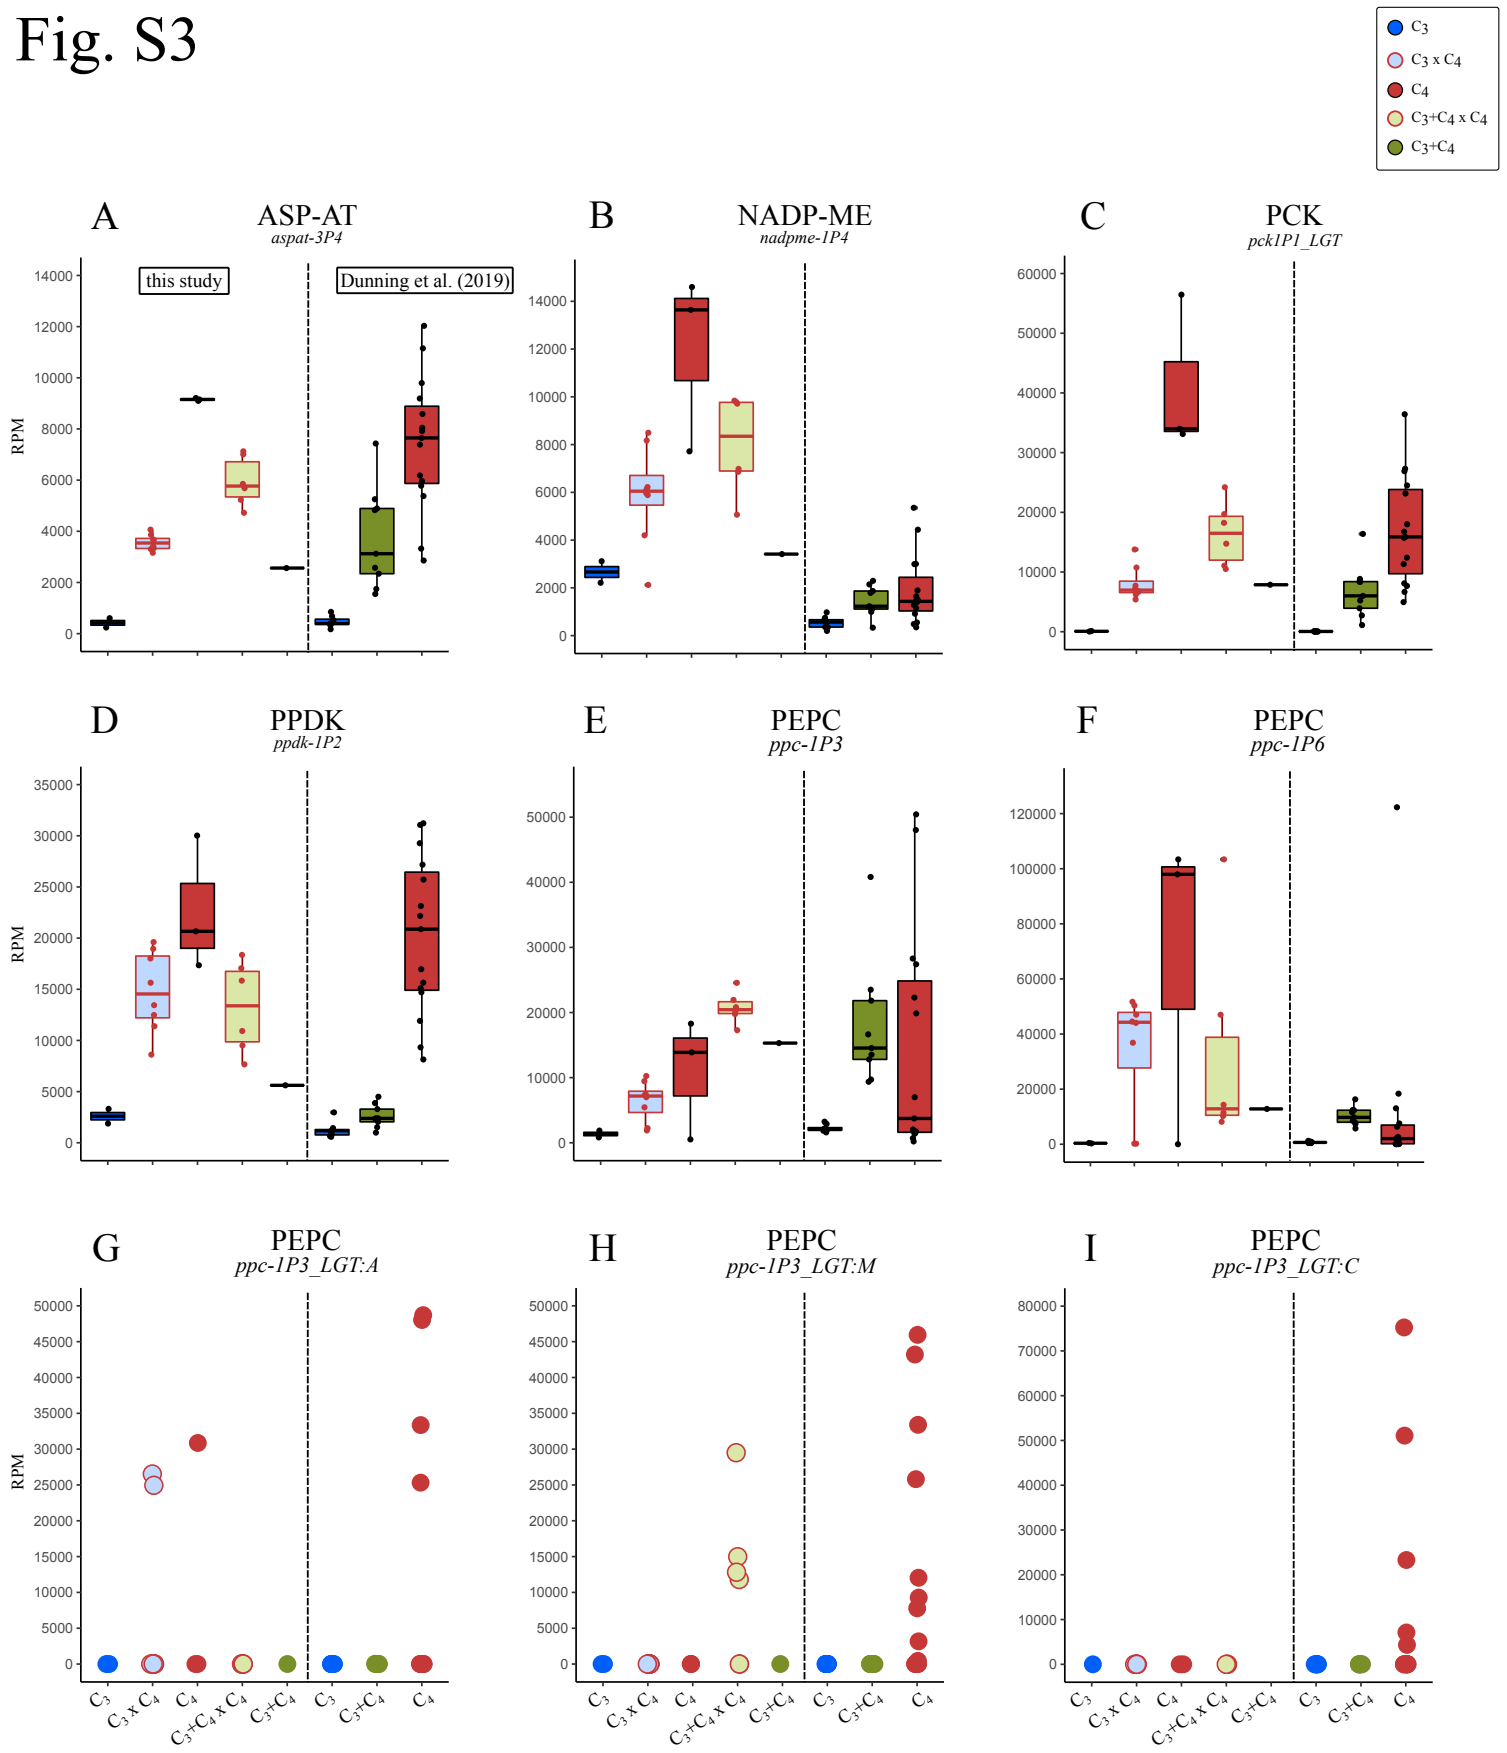 Fig. S3
C3
C3 x C4
C4
C3+C4 x C4
C3+C4
A
ASP-AT
aspat-3P4
B
NADP-ME
nadpme-1P4
C
PCK
pck1P1_LGT
this study
Dunning et al. (2019)
RPM
14000
12000
10000
8000
6000
4000
2000
0
14000
12000
10000
8000
6000
4000
2000
0
60000
50000
40000
30000
20000
10000
0
D
PPDK
ppdk-1P2
E
PEPC
ppc-1P3
F
PEPC
ppc-1P6
RPM
35000
30000
25000
20000
15000
10000
5000
0
50000
40000
30000
20000
10000
0
120000
100000
80000
60000
40000
20000
0
G
PEPC
ppc-1P3_LGT:A
H
PEPC
ppc-1P3_LGT:M
I
PEPC
ppc-1P3_LGT:C
RPM
50000
45000
40000
35000
30000
25000
20000
15000
10000
5000
0
50000
45000
40000
35000
30000
25000
20000
15000
10000
5000
0
80000
70000
60000
50000
40000
30000
20000
10000
0
C3
C3 x C4
C4
C3+C4 x C4
C3+C4
C3
C3+C4
C4
C3
C3 x C4
C4
C3+C4 x C4
C3+C4
C3
C3+C4
C4
C3
C3 x C4
C4
C3+C4 x C4
C3+C4
C3
C3+C4
C4